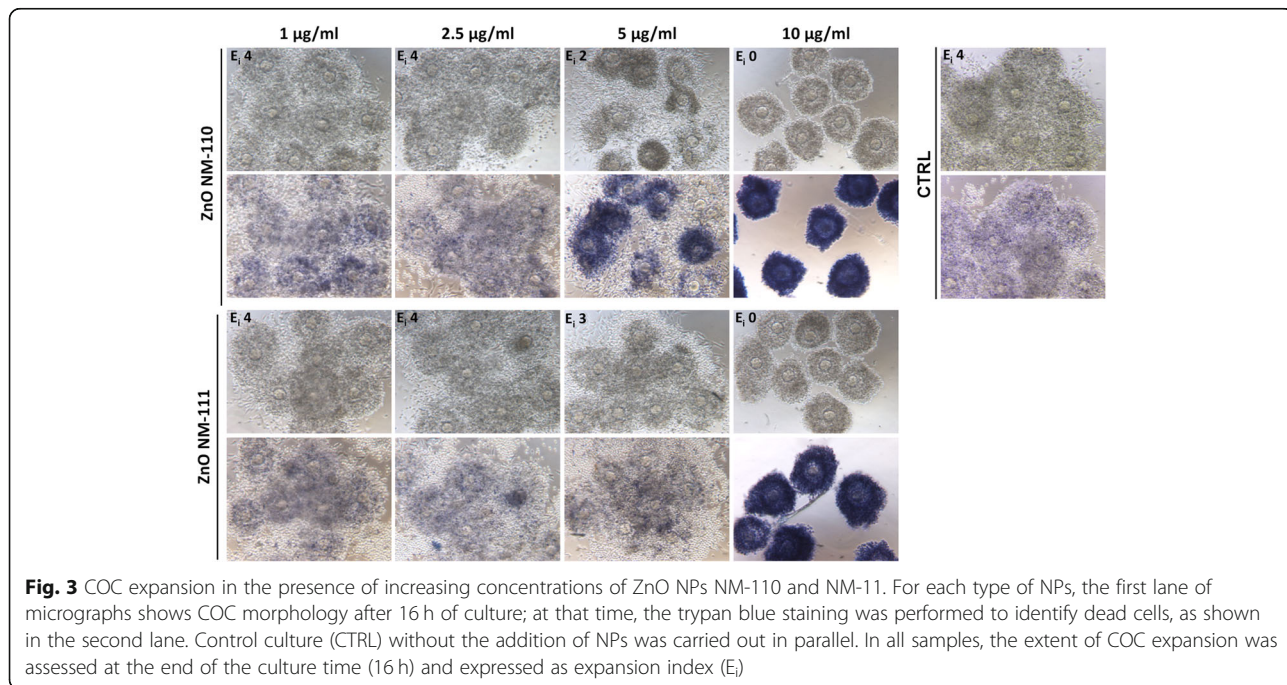 1 µg/ml 2.5 µg/ml 5 µg/ml 10 µg/ml
ZnO NM-110
Ei 4 Ei 4 Ei 2 Ei 0
CTRL
Ei 4
ZnO NM-111
Ei 4 Ei 4 Ei 3 Ei 0
Fig. 3 COC expansion in the presence of increasing concentrations of ZnO NPs NM-110 and NM-11. For each type of NPs, the first lane of
micrographs shows COC morphology after 16 h of culture; at that time, the trypan blue staining was performed to identify dead cells, as shown
in the second lane. Control culture (CTRL) without the addition of NPs was carried out in parallel. In all samples, the extent of COC expansion was
assessed at the end of the culture time (16 h) and expressed as expansion index (Ei)